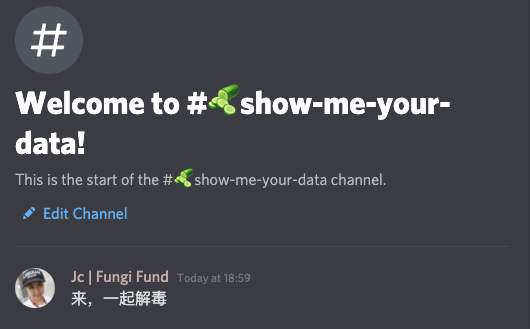 Welcome to #🥒show-me-your-
data!
This is the start of the #🥒show-me-your-data channel.
Edit Channel
Jc | Fungi Fund Today at 18:59
来，一起解毒